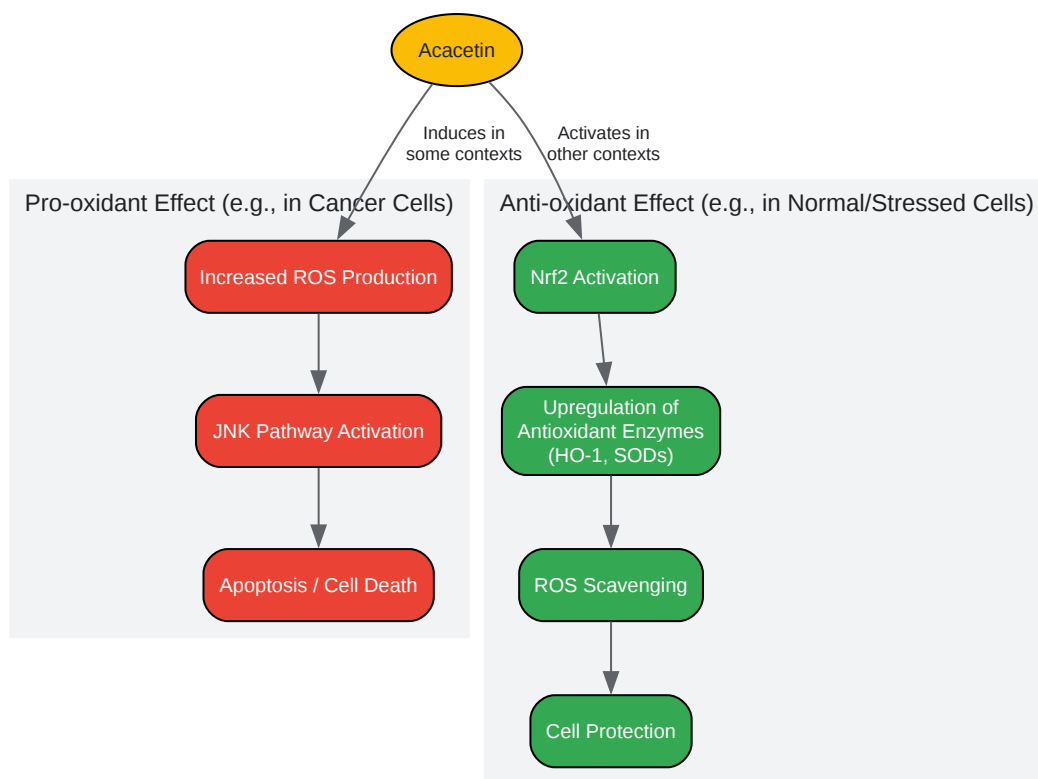 Acacetin
Induces in
some contexts
Activates in
other contexts
Pro-oxidant Effect (e.g., in Cancer Cells)
Increased ROS Production
JNK Pathway Activation
Apoptosis / Cell Death
Anti-oxidant Effect (e.g., in Normal/Stressed Cells)
Nrf2 Activation
Upregulation of
Antioxidant Enzymes
(HO-1, SODs)
ROS Scavenging
Cell Protection